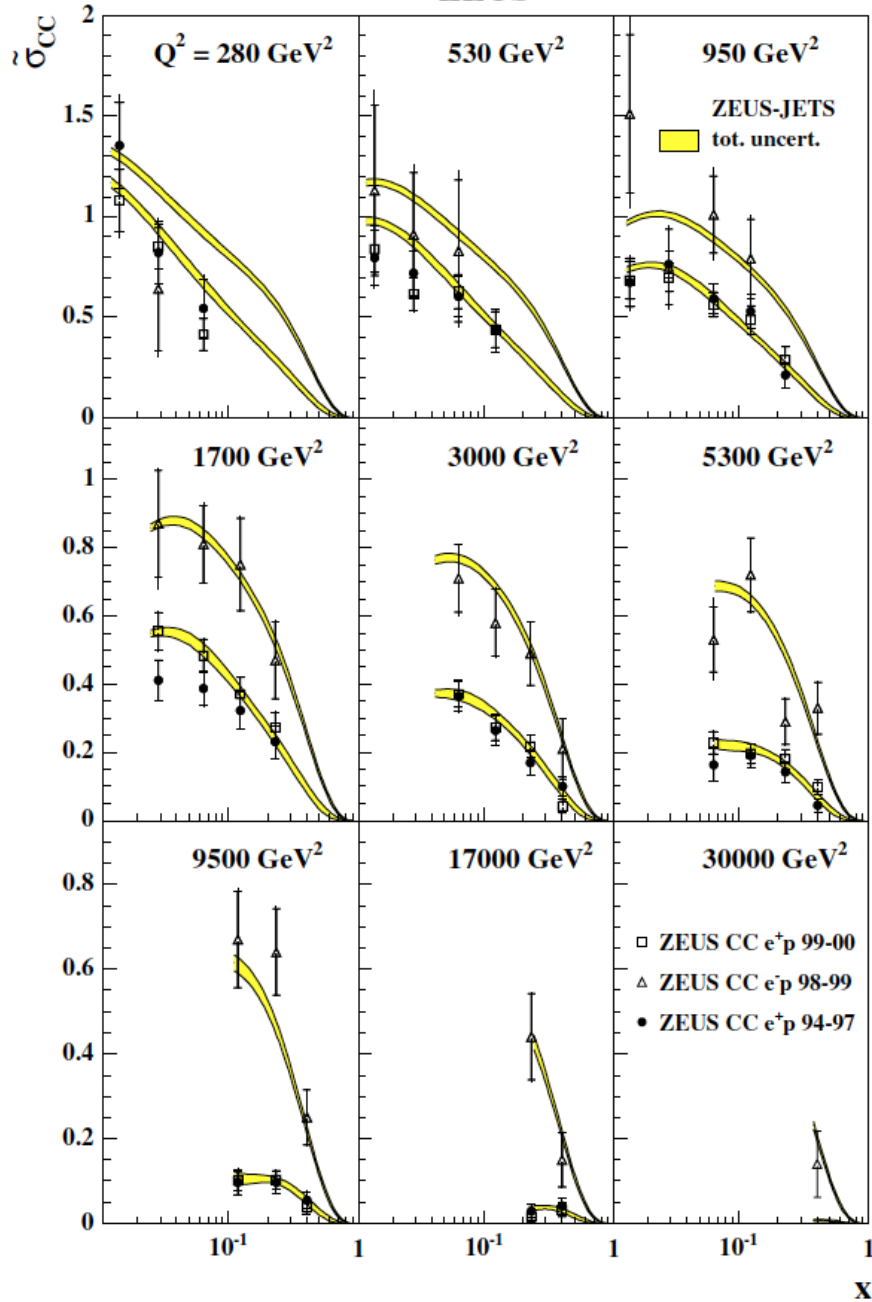 σ̃CC
2
1.5
1
0.5
0
Q² = 280 GeV²
530 GeV²
950 GeV²
ZEUS-JETS
tot. uncert.
1
0.8
0.6
0.4
0.2
0
1700 GeV²
3000 GeV²
5300 GeV²
0.8
0.6
0.4
0.2
0
9500 GeV²
17000 GeV²
30000 GeV²
ZEUS CC e⁺p 99-00
ZEUS CC e⁻p 98-99
ZEUS CC e⁺p 94-97
10⁻¹ 1 10⁻¹ 1 10⁻¹ 1
x